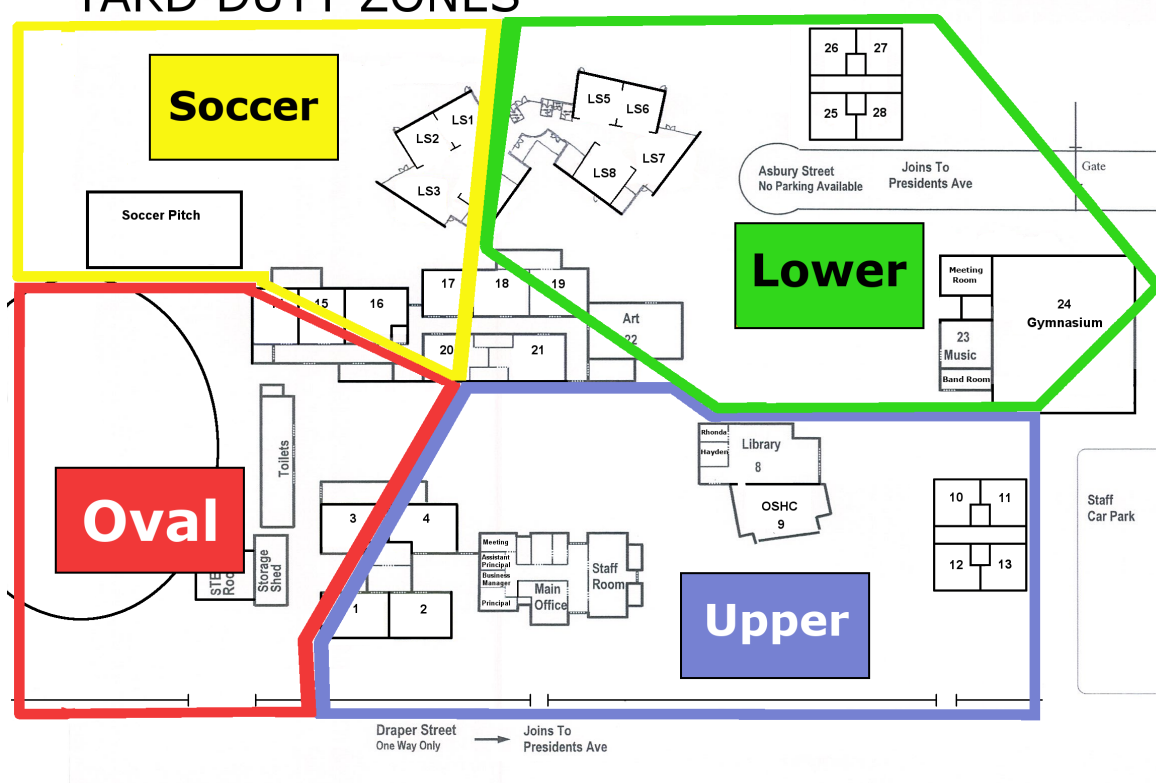 YARD DUTY ZONES
26
27
25
28
Soccer
LS1
LS2
LS3
LS5
LS6
LS7
LS8
Asbury Street
No Parking Available
Joins To
Presidents Ave
Gate
Soccer Pitch
Lower
Meeting
Room
24
Gymnasium
23
Music
Band Room
15
16
17
18
19
20
21
Art
22
Toilets
Oval
Storage
Shed
3
4
1
2
Meeting
Assistant
Principal
Business
Manager
Principal
Main
Office
Staff
Room
Rhonda
Hayden
Library
8
OSHC
9
10
11
12
13
Staff
Car Park
Upper
Draper Street
One Way Only
Joins To
Presidents Ave